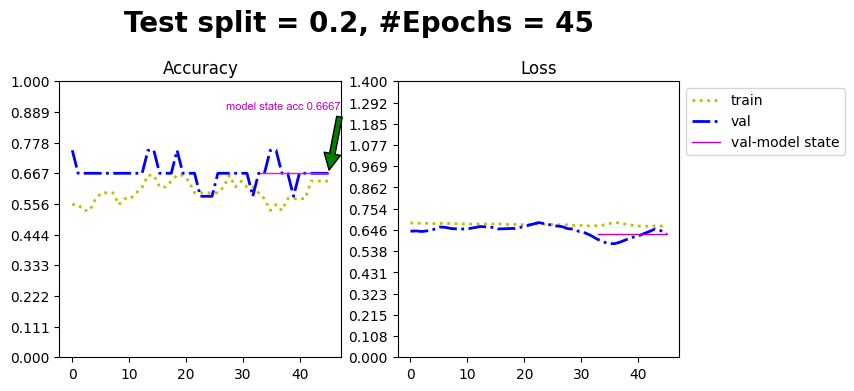 Test split = 0.2, #Epochs = 45
Accuracy
1.000
0.889
0.778
0.667
0.556
0.444
0.333
0.222
0.111
0.000
0 10 20 30 40
model state acc 0.6667
Loss
1.400
1.292
1.185
1.077
0.969
0.862
0.754
0.646
0.538
0.431
0.323
0.215
0.108
0.000
0 10 20 30 40
train
val
val-model state